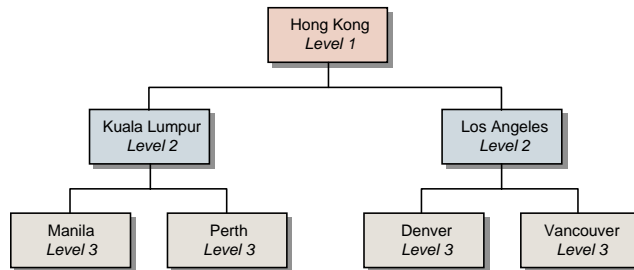 Hong Kong
Level 1
Kuala Lumpur
Level 2
Los Angeles
Level 2
Manila
Level 3
Perth
Level 3
Denver
Level 3
Vancouver
Level 3